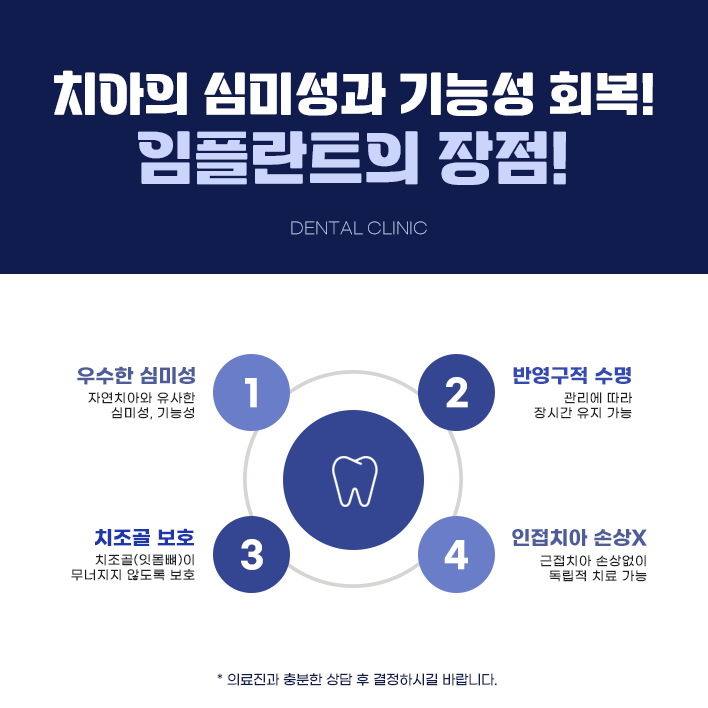 치아의 심미성과 기능성 회복!
임플란트의 장점!
DENTAL CLINIC
우수한 심미성
자연치아와 유사한
심미성, 기능성
1
2
반영구적 수명
관리에 따라
장시간 유지 가능
치조골 보호
치조골(잇몸뼈)이
무너지지 않도록 보호
3
4
인접치아 손상X
근접치아 손상없이
독립적 치료 가능
* 의료진과 충분한 상담 후 결정하시길 바랍니다.